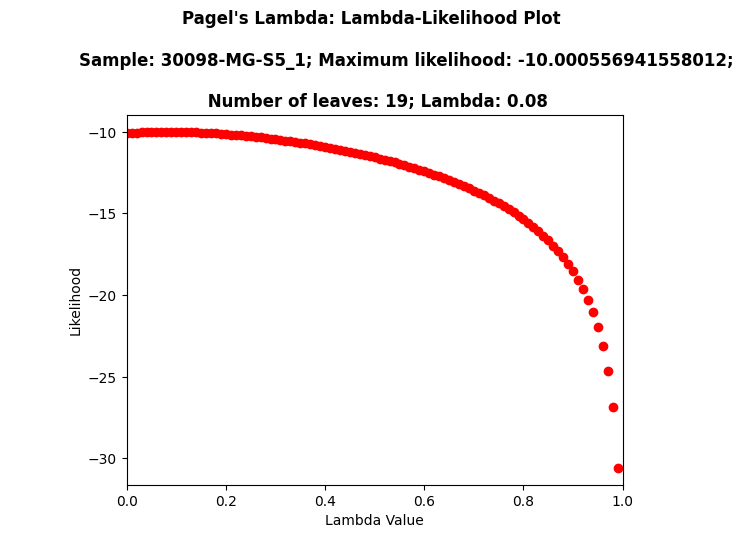 Pagel's Lambda: Lambda-Likelihood Plot
Sample: 30098-MG-S5_1; Maximum likelihood: -10.000556941558012;
Number of leaves: 19; Lambda: 0.08
−10
−15
−20
−25
−30
Likelihood
0.0 0.2 0.4 0.6 0.8 1.0
Lambda Value